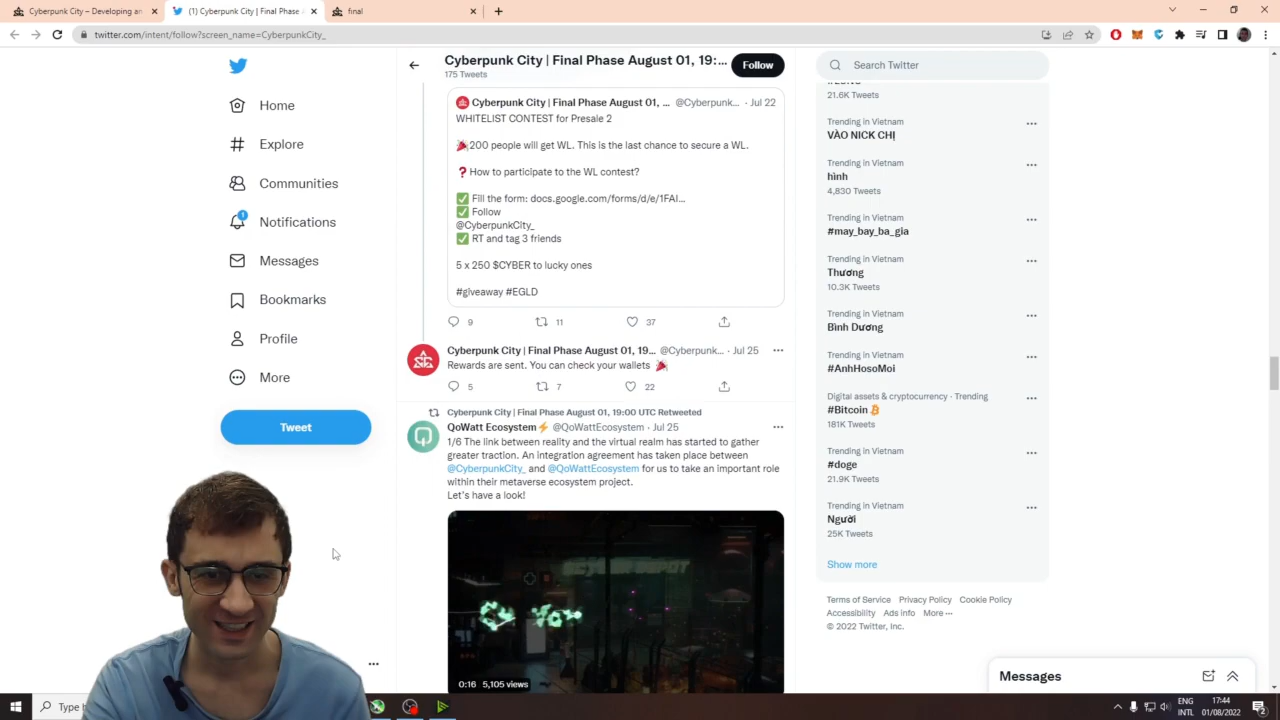 Cyberpunk City – Developing ar
(1) Cyberpunk City | Final Phase A
final
twitter.com/intent/follow?screen_name=CyberpunkCity_
Home
Explore
Communities
1
Notifications
Messages
Bookmarks
Profile
More
Tweet
Cyberpunk City | Final Phase August 01, 19:...
175 Tweets
Follow
Cyberpunk City | Final Phase August 01, ... @Cyberpunk... · Jul 22
WHITELIST CONTEST for Presale 2
🎉200 people will get WL. This is the last chance to secure a WL.
❓How to participate to the WL contest?
✅ Fill the form: docs.google.com/forms/d/e/1FAI...
✅ Follow
@CyberpunkCity_
✅ RT and tag 3 friends
5 x 250 $CYBER to lucky ones
#giveaway #EGLD
9 11 37
Cyberpunk City | Final Phase August 01, 19... @Cyberpunk... · Jul 25
Rewards are sent. You can check your wallets 🎉
5 7 22
Cyberpunk City | Final Phase August 01, 19:00 UTC Retweeted
QoWatt Ecosystem⚡ @QoWattEcosystem · Jul 25
1/6 The link between reality and the virtual realm has started to gather
greater traction. An integration agreement has taken place between
@CyberpunkCity_ and @QoWattEcosystem for us to take an important role
within their metaverse ecosystem project.
Let's have a look!
0:16 5,105 views
Search Twitter
21.6K Tweets
Trending in Vietnam
VÀO NICK CHỊ
Trending in Vietnam
hình
4,830 Tweets
Trending in Vietnam
#may_bay_ba_gia
Trending in Vietnam
Thương
10.3K Tweets
Trending in Vietnam
Bình Dương
Trending in Vietnam
#AnhHosoMoi
Digital assets & cryptocurrency · Trending
#Bitcoin
181K Tweets
Trending in Vietnam
#doge
21.9K Tweets
Trending in Vietnam
Người
25K Tweets
Show more
Terms of Service Privacy Policy Cookie Policy
Accessibility Ads info More ···
© 2022 Twitter, Inc.
Messages
Type h
ENG
INTL
17:44
01/08/2022
2